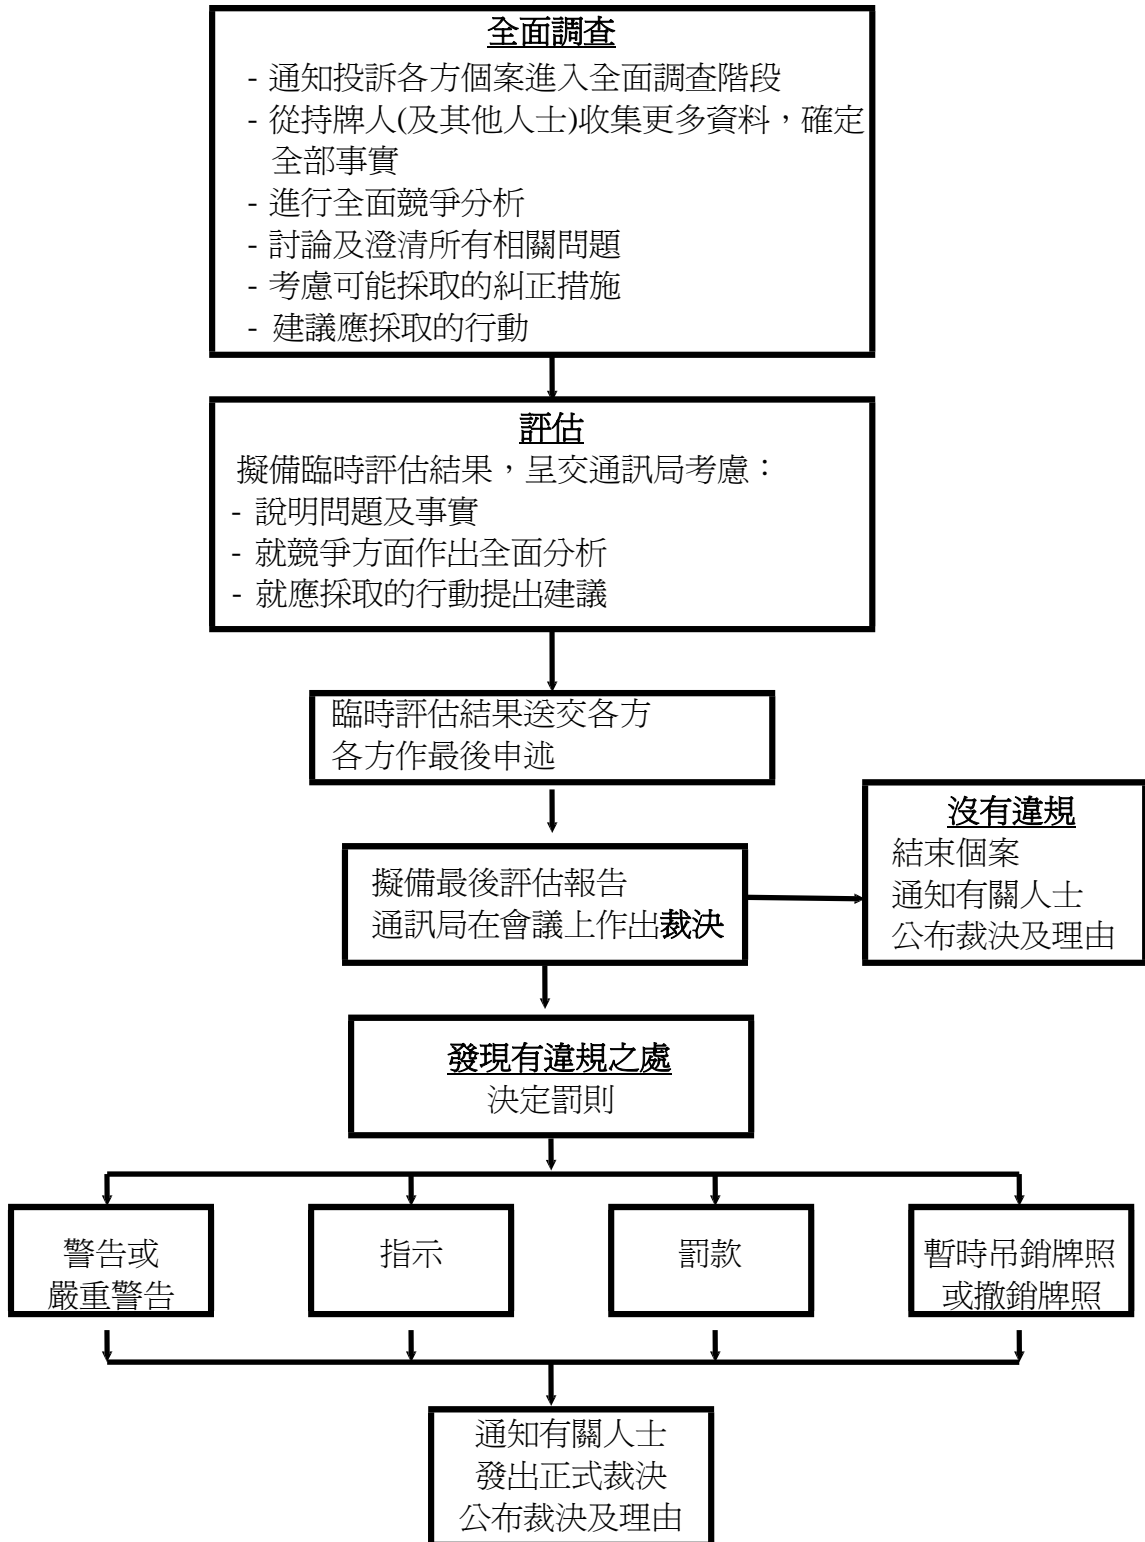 全面調查
- 通知投訴各方個案進入全面調查階段
- 從持牌人(及其他人士)收集更多資料，確定
全部事實
- 進行全面競爭分析
- 討論及澄清所有相關問題
- 考慮可能採取的糾正措施
- 建議應採取的行動
評估
擬備臨時評估結果，呈交通訊局考慮：
- 說明問題及事實
- 就競爭方面作出全面分析
- 就應採取的行動提出建議
臨時評估結果送交各方
各方作最後申述
擬備最後評估報告
通訊局在會議上作出裁決
沒有違規
結束個案
通知有關人士
公布裁決及理由
發現有違規之處
決定罰則
警告或
嚴重警告
指示
罰款
暫時吊銷牌照
或撤銷牌照
通知有關人士
發出正式裁決
公布裁決及理由